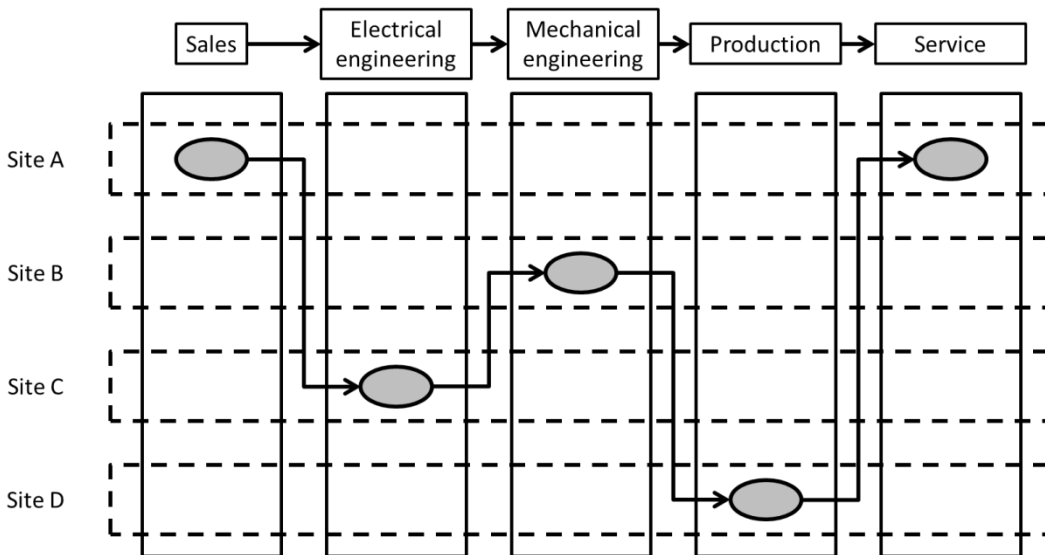 Sales
Electrical
engineering
Mechanical
engineering
Production
Service
Site A
Site B
Site C
Site D